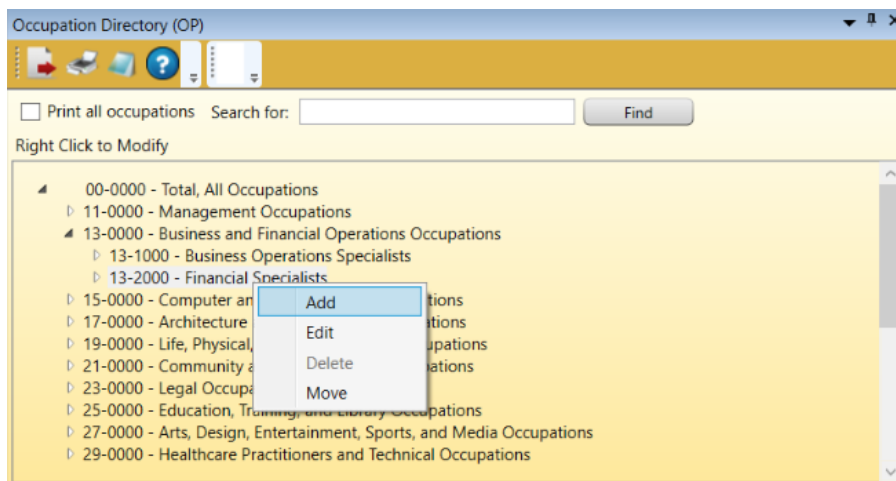 Occupation Directory (OP)
?
Print all occupations Search for: Find
Right Click to Modify
00-0000 - Total, All Occupations
11-0000 - Management Occupations
13-0000 - Business and Financial Operations Occupations
13-1000 - Business Operations Specialists
13-2000 - Financial Specialists
15-0000 - Computer an tions
Add
17-0000 - Architecture ations
Edit
19-0000 - Life, Physical, upations
21-0000 - Community a ations
Delete
23-0000 - Legal Occupa
Move
25-0000 - Education, Training, and Library Occupations
27-0000 - Arts, Design, Entertainment, Sports, and Media Occupations
29-0000 - Healthcare Practitioners and Technical Occupations